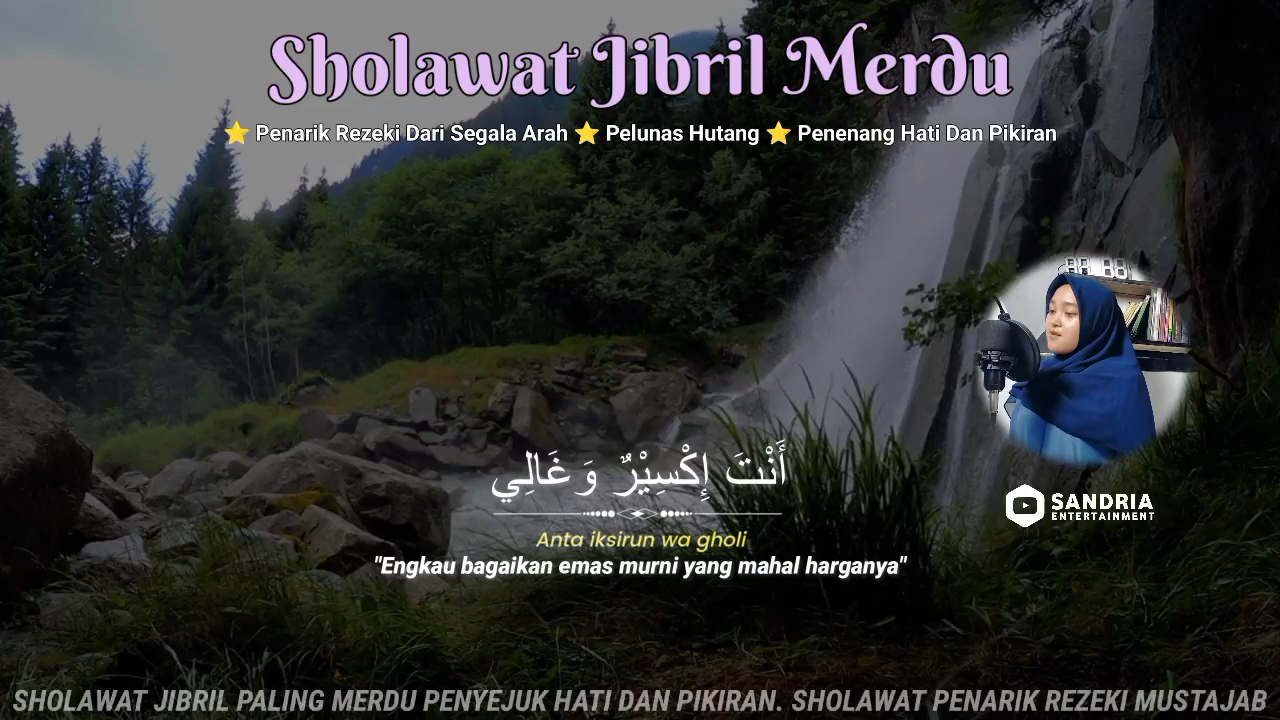 Sholawat Jibril Merdu
⭐ Penarik Rezeki Dari Segala Arah ⭐ Pelunas Hutang ⭐ Penenang Hati Dan Pikiran
أَنْتَ إِكْسِيْرٌ وَ غَالِي
Anta iksirun wa gholi
"Engkau bagaikan emas murni yang mahal harganya"
SANDRIA
ENTERTAINMENT
SHOLAWAT JIBRIL PALING MERDU PENYEJUK HATI DAN PIKIRAN. SHOLAWAT PENARIK REZEKI MUSTAJAB